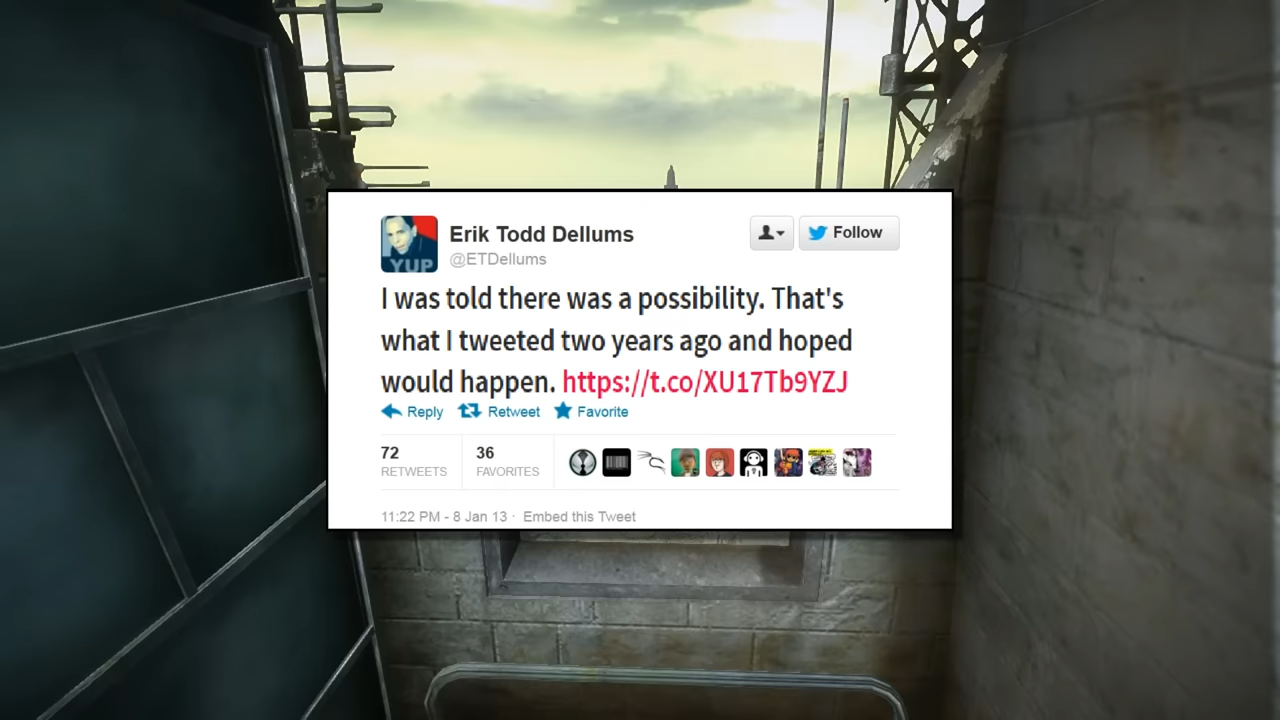 YUP
Erik Todd Dellums
@ETDellums
Follow
I was told there was a possibility. That's
what I tweeted two years ago and hoped
would happen. https://t.co/XU17Tb9YZJ
Reply Retweet Favorite
72
RETWEETS
36
FAVORITES
11:22 PM - 8 Jan 13 · Embed this Tweet